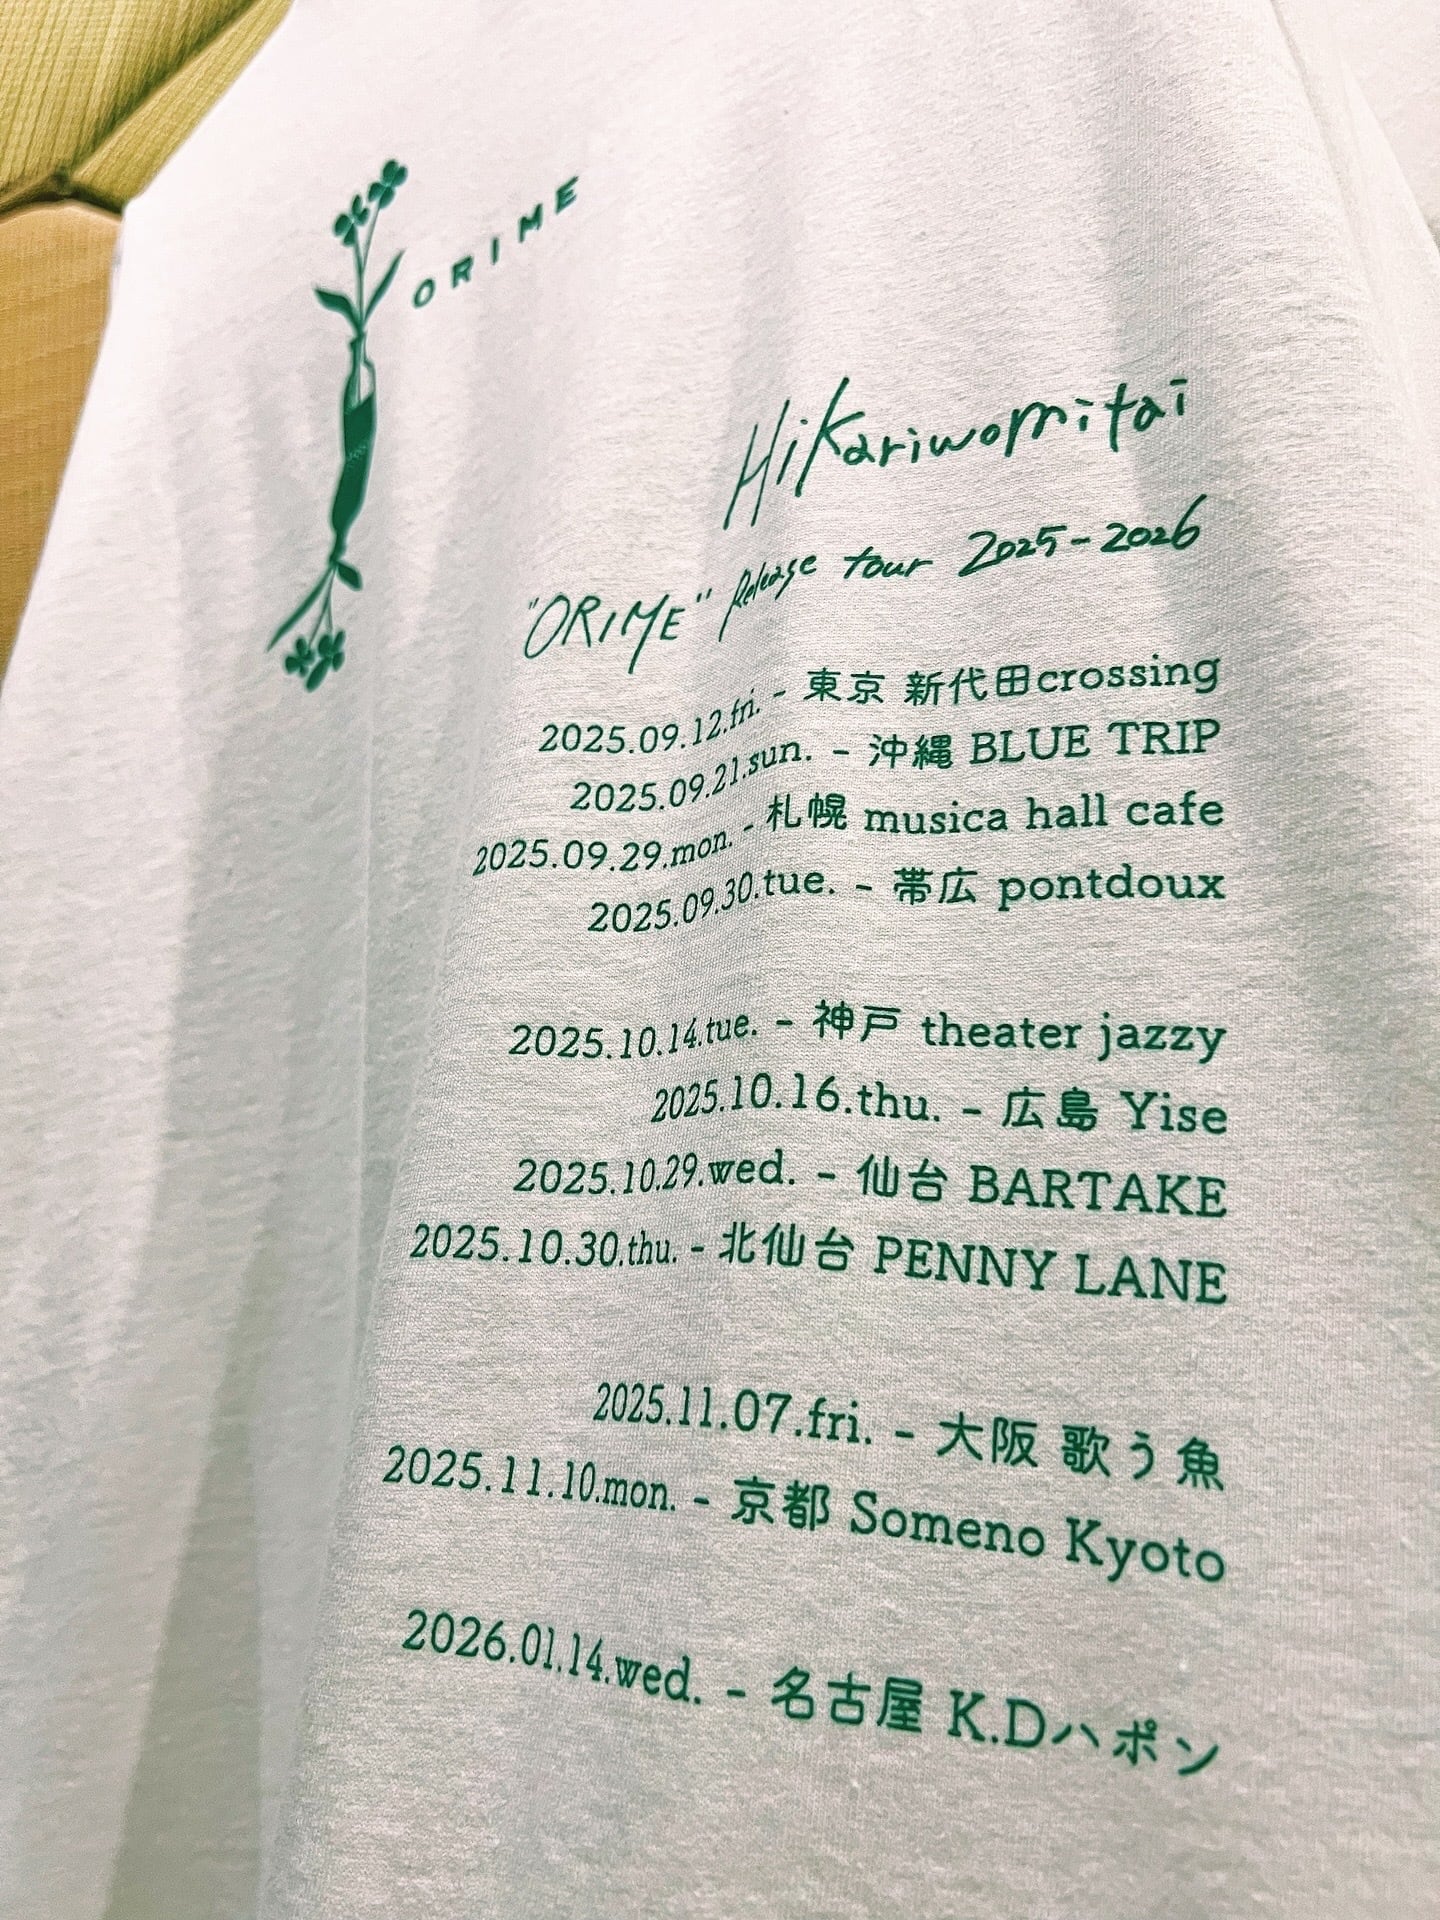 ORIME
Hikariwomitai
"ORIME" Release tour 2025-2026
2025.09.12.fri. - 東京 新代田crossing
2025.09.21.sun. - 沖縄 BLUE TRIP
2025.09.29.mon. - 札幌 musica hall cafe
2025.09.30.tue. - 帯広 pontdoux
2025.10.14.tue. - 神戸 theater jazzy
2025.10.16.thu. - 広島 Yise
2025.10.29.wed. - 仙台 BARTAKE
2025.10.30.thu. - 北仙台 PENNY LANE
2025.11.07.fri. - 大阪 歌う魚
2025.11.10.mon. - 京都 Someno Kyoto
2026.01.14.wed. - 名古屋 K.Dハポン